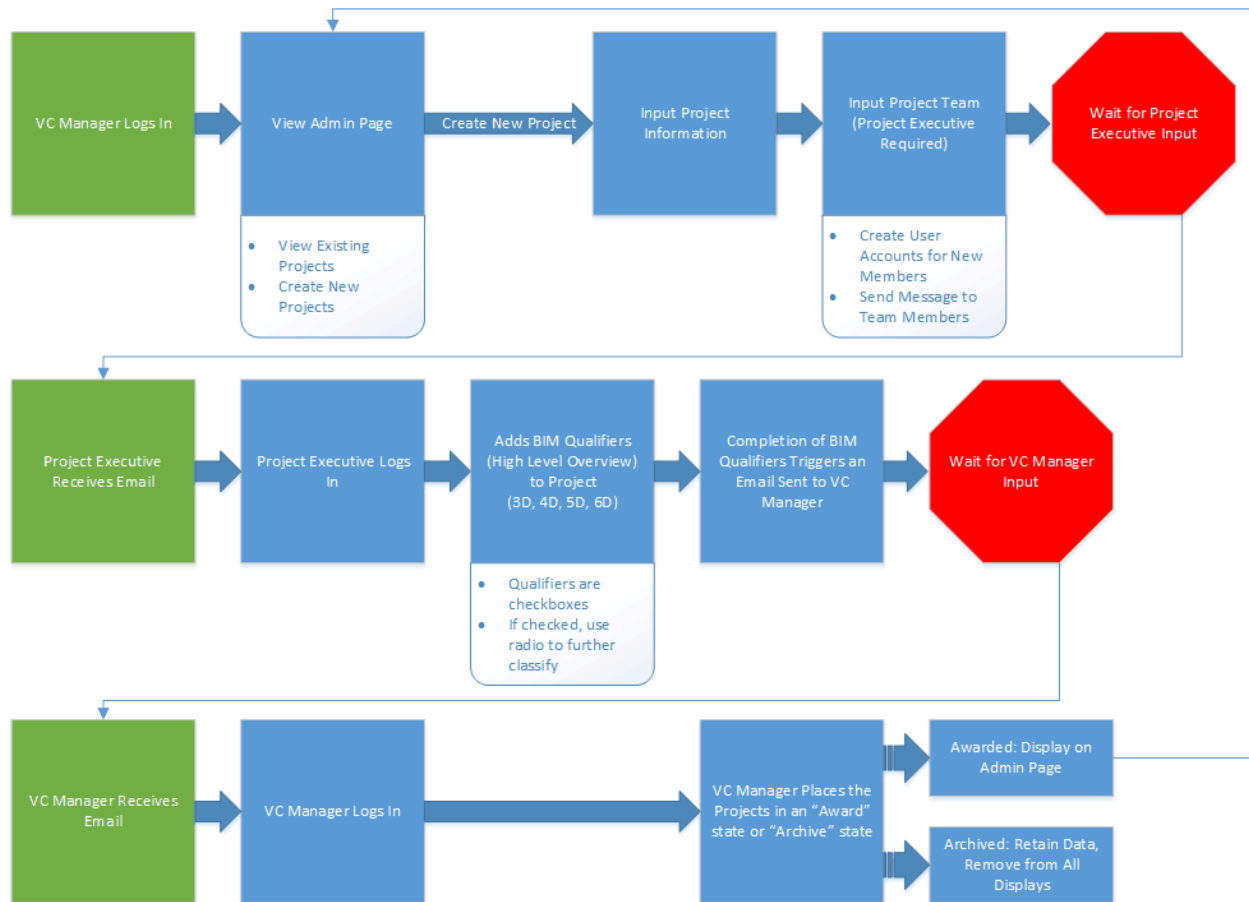 VC Manager Logs In
View Admin Page
Create New Project
Input Project
Information
Input Project Team
(Project Executive
Required)
Wait for Project
Executive Input
• View Existing
Projects
• Create New
Projects
• Create User
Accounts for New
Members
• Send Message to
Team Members
Project Executive
Receives Email
Project Executive Logs
In
Adds BIM Qualifiers
(High Level Overview)
to Project
(3D, 4D, 5D, 6D)
Completion of BIM
Qualifiers Triggers an
Email Sent to VC
Manager
Wait for VC Manager
Input
• Qualifiers are
checkboxes
• If checked, use
radio to further
classify
VC Manager Receives
Email
VC Manager Logs In
VC Manager Places the
Projects in an “Award”
state or “Archive” state
Awarded: Display on
Admin Page
Archived: Retain Data,
Remove from All
Displays